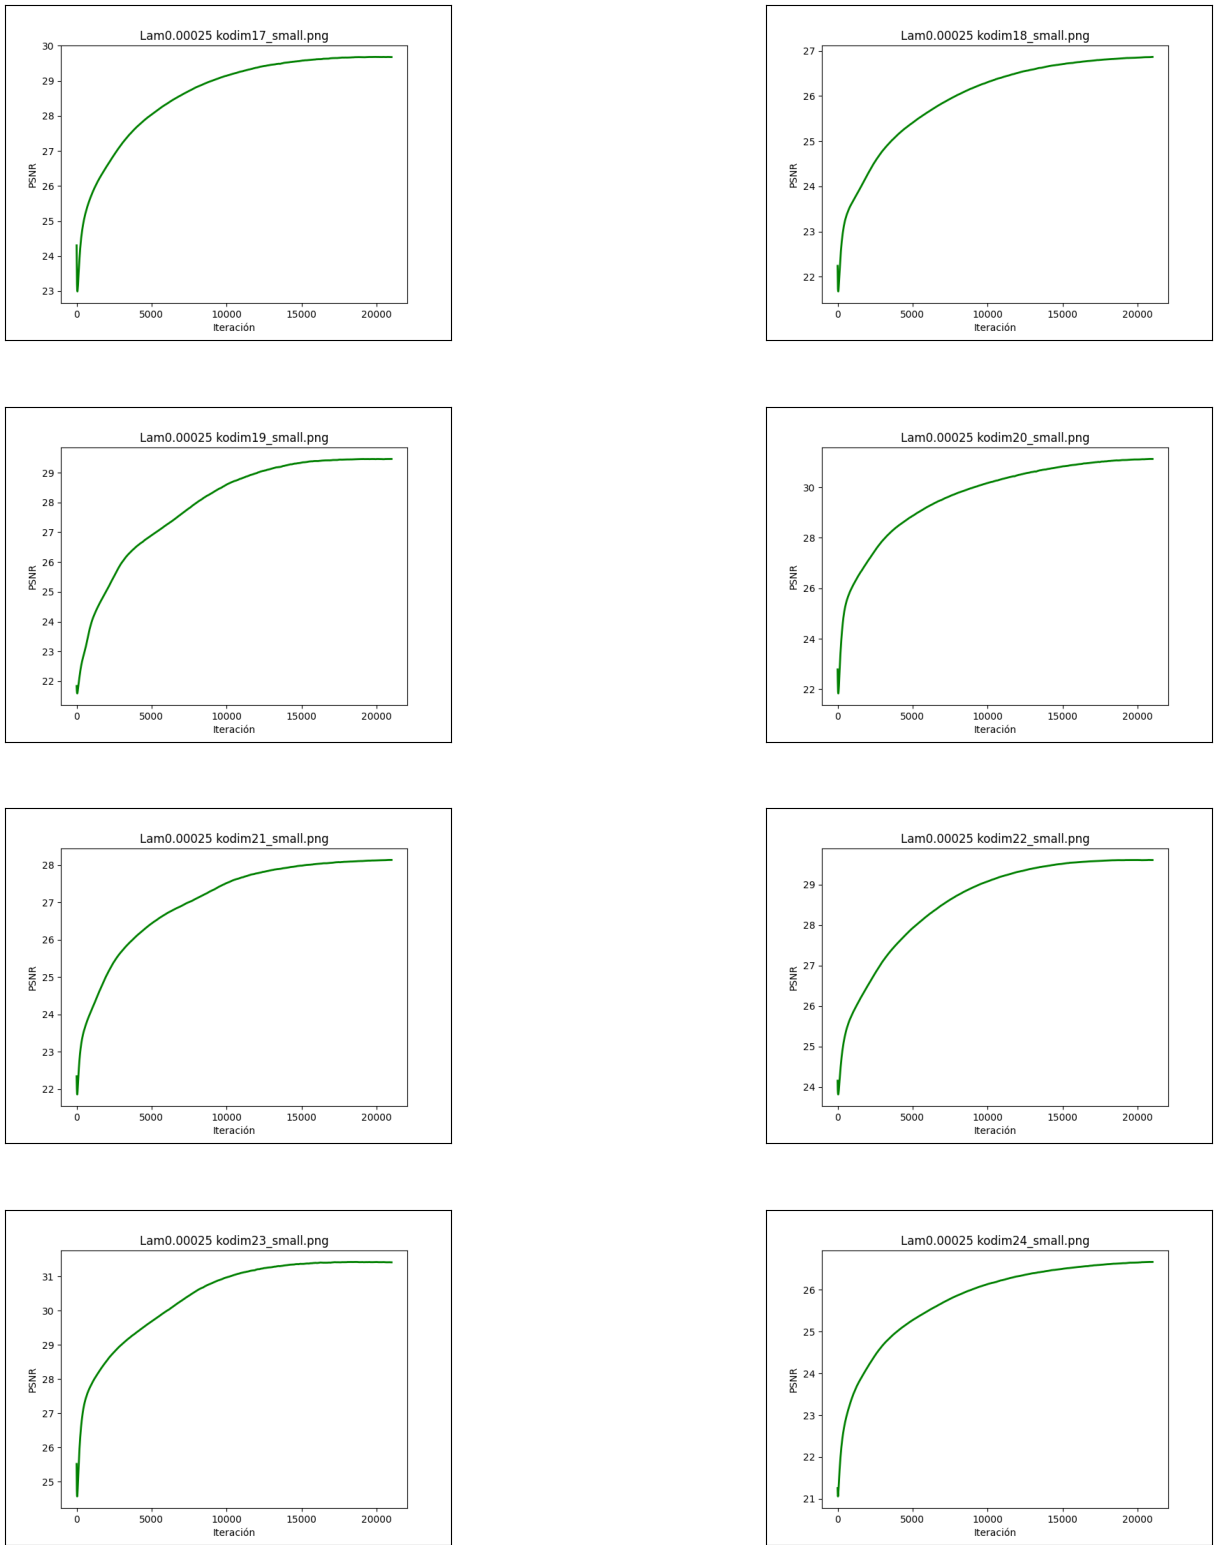 Lam0.00025 kodim17_small.png
30
29
28
27
26
25
24
23
PSNR
0 5000 10000 15000 20000
Iteración
Lam0.00025 kodim18_small.png
27
26
25
24
23
22
PSNR
0 5000 10000 15000 20000
Iteración
Lam0.00025 kodim19_small.png
29
28
27
26
25
24
23
22
PSNR
0 5000 10000 15000 20000
Iteración
Lam0.00025 kodim20_small.png
30
28
26
24
22
PSNR
0 5000 10000 15000 20000
Iteración
Lam0.00025 kodim21_small.png
28
27
26
25
24
23
22
PSNR
0 5000 10000 15000 20000
Iteración
Lam0.00025 kodim22_small.png
29
28
27
26
25
24
PSNR
0 5000 10000 15000 20000
Iteración
Lam0.00025 kodim23_small.png
31
30
29
28
27
26
25
PSNR
0 5000 10000 15000 20000
Iteración
Lam0.00025 kodim24_small.png
26
25
24
23
22
21
PSNR
0 5000 10000 15000 20000
Iteración